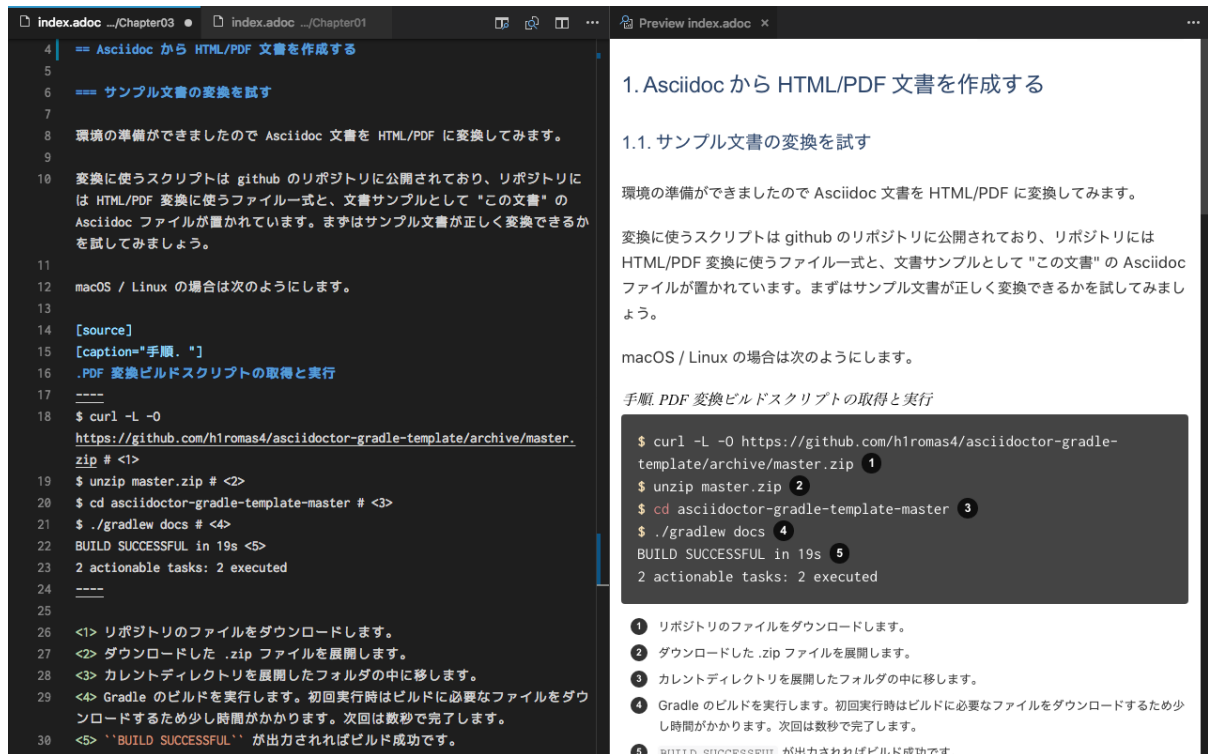 index.adoc .../Chapter03 ●
index.adoc .../Chapter01
Preview index.adoc ×
4 == Asciidoc から HTML/PDF 文書を作成する
5
6 === サンプル文書の変換を試す
7
8 環境の準備ができましたので Asciidoc 文書を HTML/PDF に変換してみます。
9
10 変換に使うスクリプトは github のリポジトリに公開されており、リポジトリに
は HTML/PDF 変換に使うファイル一式と、文書サンプルとして "この文書" の
Asciidoc ファイルが置かれています。まずはサンプル文書が正しく変換できるか
を試してみましょう。
11
12 macOS / Linux の場合は次のようにします。
13
14 [source]
15 [caption="手順. "]
16 .PDF 変換ビルドスクリプトの取得と実行
17 ----
18 $ curl -L -O
https://github.com/h1romas4/asciidoctor-gradle-template/archive/master.
zip # <1>
19 $ unzip master.zip # <2>
20 $ cd asciidoctor-gradle-template-master # <3>
21 $ ./gradlew docs # <4>
22 BUILD SUCCESSFUL in 19s <5>
23 2 actionable tasks: 2 executed
24 ----
25
26 <1> リポジトリのファイルをダウンロードします。
27 <2> ダウンロードした .zip ファイルを展開します。
28 <3> カレントディレクトリを展開したフォルダの中に移します。
29 <4> Gradle のビルドを実行します。初回実行時はビルドに必要なファイルをダウ
ンロードするため少し時間がかかります。次回は数秒で完了します。
30 <5> ``BUILD SUCCESSFUL`` が出力されればビルド成功です。
1. Asciidoc から HTML/PDF 文書を作成する
1.1. サンプル文書の変換を試す
環境の準備ができましたので Asciidoc 文書を HTML/PDF に変換してみます。
変換に使うスクリプトは github のリポジトリに公開されており、リポジトリには
HTML/PDF 変換に使うファイル一式と、文書サンプルとして "この文書" の Asciidoc
ファイルが置かれています。まずはサンプル文書が正しく変換できるかを試してみまし
ょう。
macOS / Linux の場合は次のようにします。
手順. PDF 変換ビルドスクリプトの取得と実行
$ curl -L -O https://github.com/h1romas4/asciidoctor-gradle-
template/archive/master.zip 1
$ unzip master.zip 2
$ cd asciidoctor-gradle-template-master 3
$ ./gradlew docs 4
BUILD SUCCESSFUL in 19s 5
2 actionable tasks: 2 executed
1 リポジトリのファイルをダウンロードします。
2 ダウンロードした .zip ファイルを展開します。
3 カレントディレクトリを展開したフォルダの中に移します。
4 Gradle のビルドを実行します。初回実行時はビルドに必要なファイルをダウンロードするため少
し時間がかかります。次回は数秒で完了します。
5 BUILD SUCCESSFUL が出力されればビルド成功です。